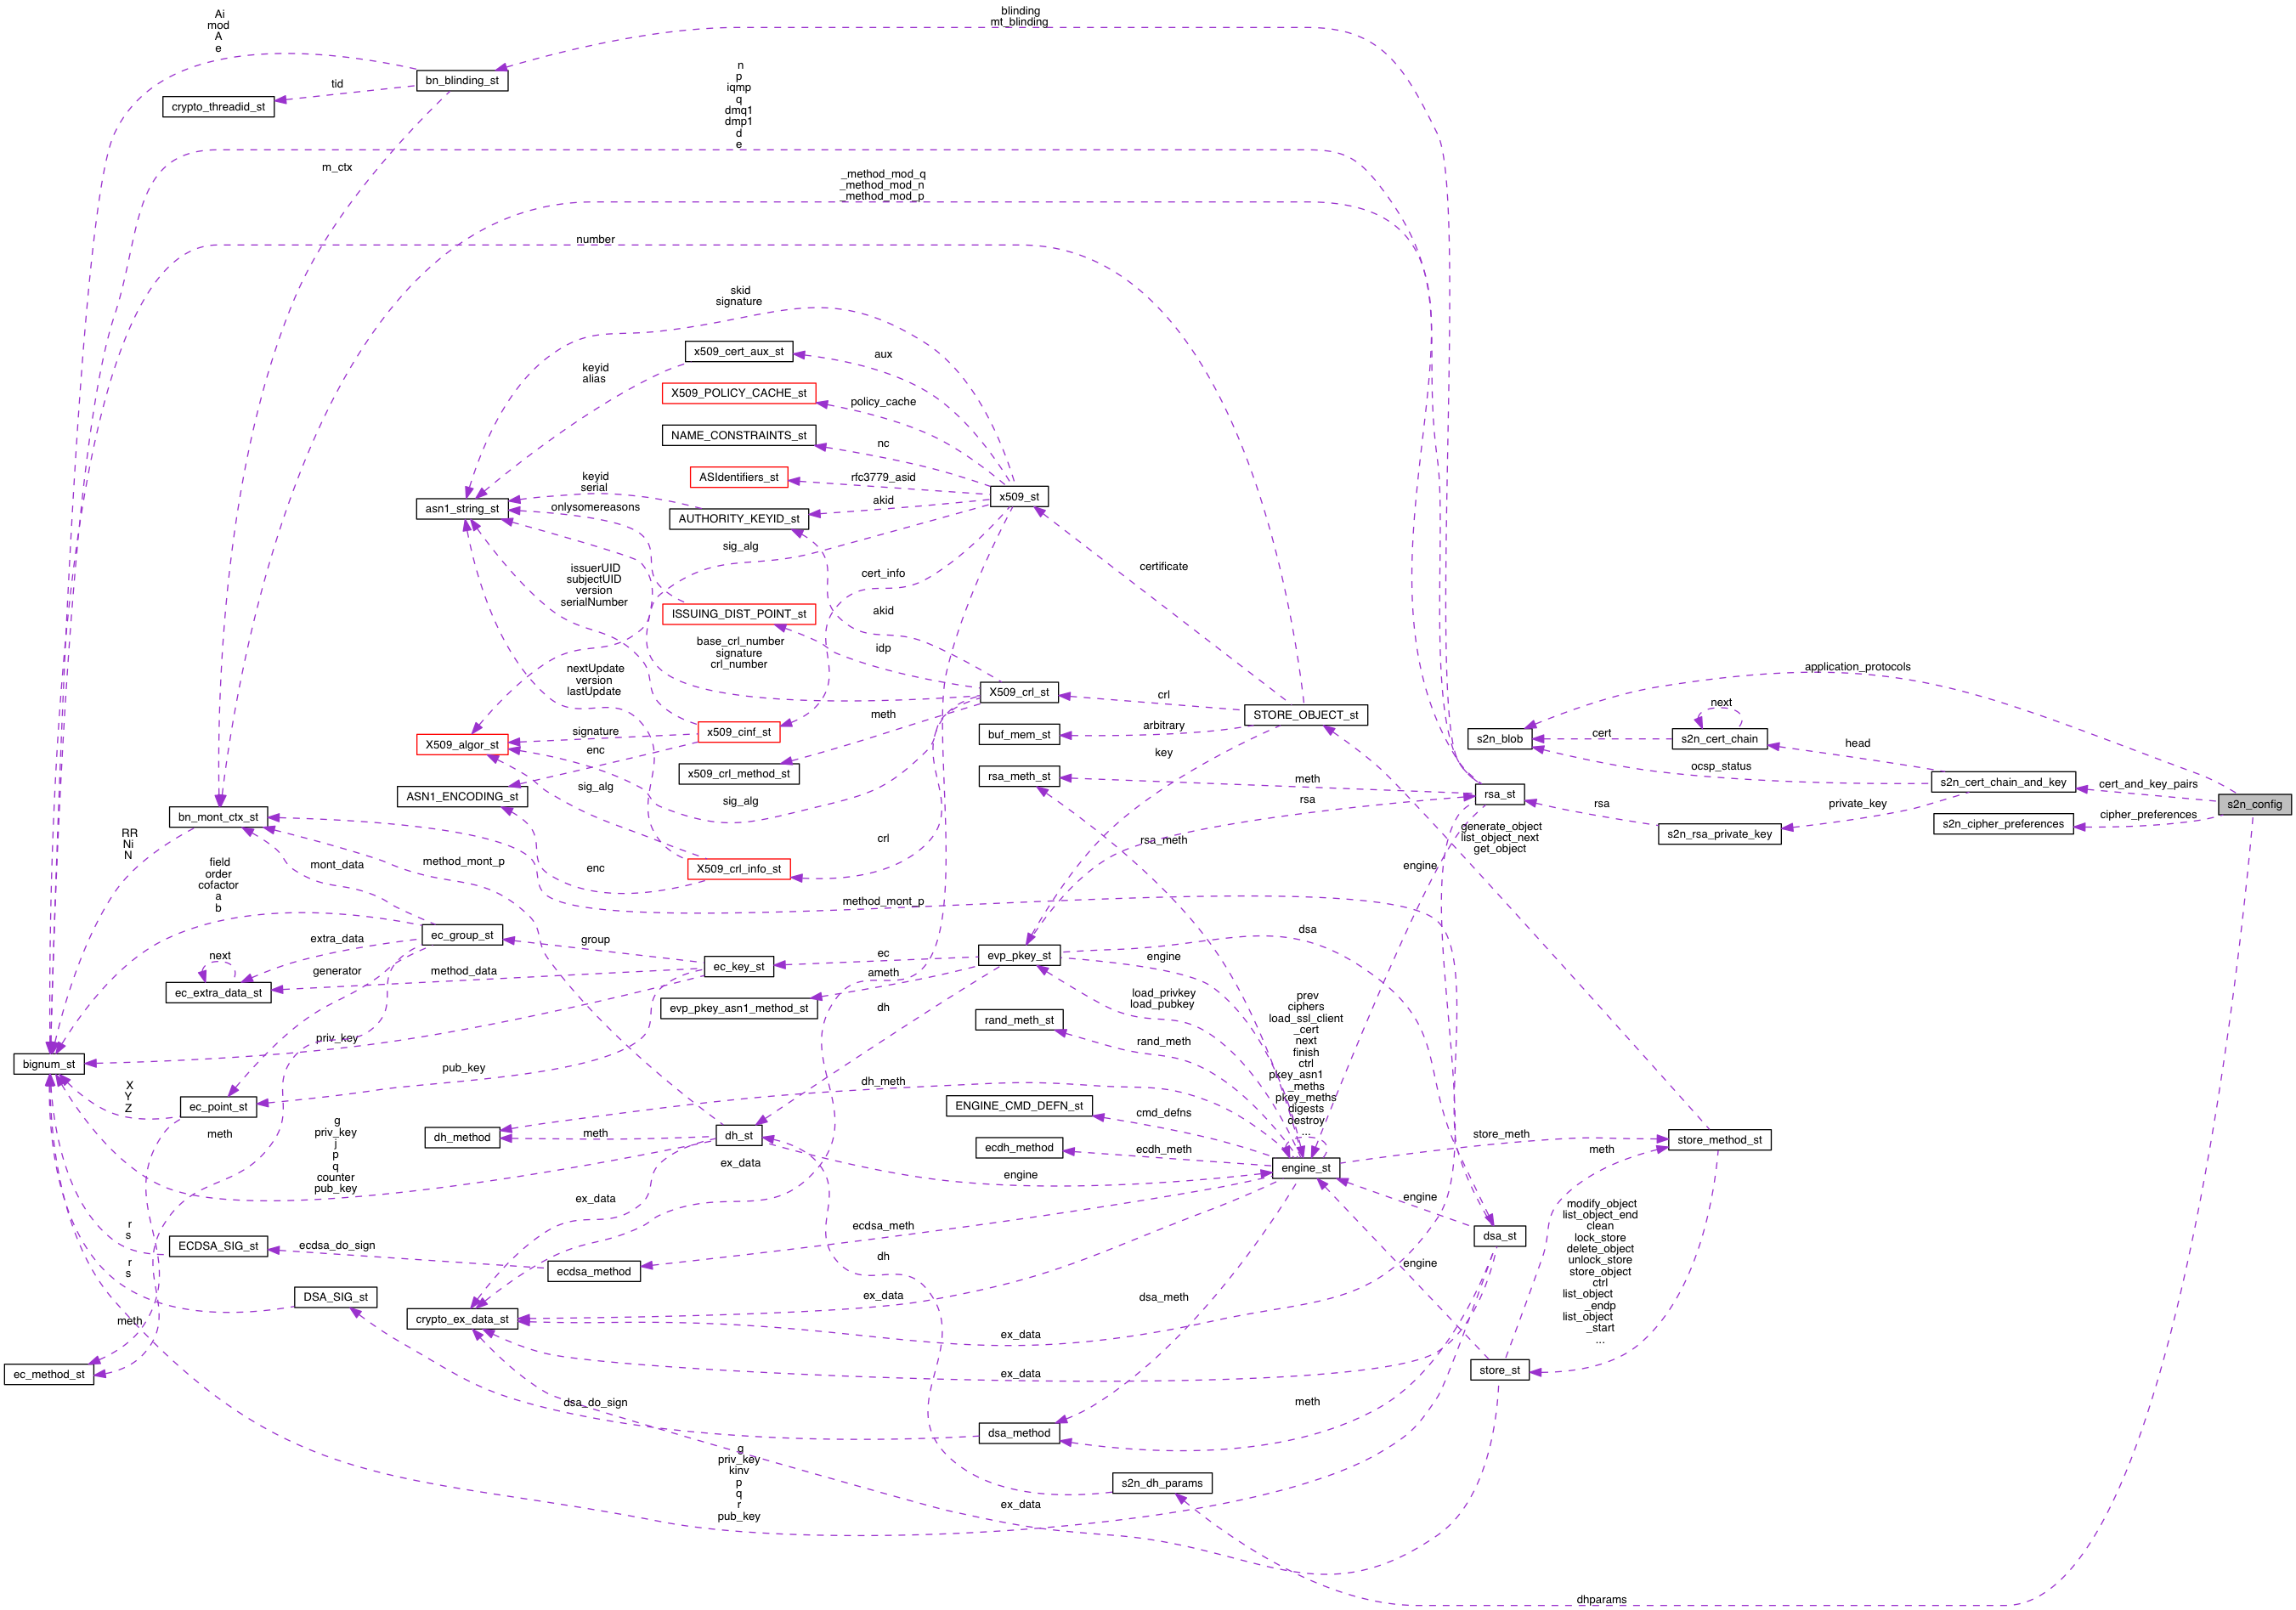 blinding
mt_blinding
Ai
mod
A
e
bn_blinding_st
tid
crypto_threadid_st
n
p
iqmp
q
dmq1
dmp1
d
e
m_ctx
_method_mod_q
_method_mod_n
_method_mod_p
number
skid
signature
x509_cert_aux_st
aux
keyid
alias
X509_POLICY_CACHE_st
policy_cache
NAME_CONSTRAINTS_st
nc
ASIdentifiers_st
rfc3779_asid
keyid
serial
x509_st
akid
asn1_string_st
onlysomereasons
AUTHORITY_KEYID_st
sig_alg
certificate
issuerUID
subjectUID
version
serialNumber
cert_info
ISSUING_DIST_POINT_st
akid
base_crl_number
signature
crl_number
idp
nextUpdate
version
lastUpdate
X509_crl_st
crl
application_protocols
meth
STORE_OBJECT_st
next
signature
x509_cinf_st
arbitrary
buf_mem_st
s2n_blob
cert
s2n_cert_chain
head
X509_algor_st
enc
key
x509_crl_method_st
rsa_meth_st
meth
ocsp_status
s2n_cert_chain_and_key
cert_and_key_pairs
sig_alg
ASN1_ENCODING_st
sig_alg
rsa
rsa_st
rsa
private_key
s2n_config
bn_mont_ctx_st
cipher_preferences
s2n_cipher_preferences
s2n_rsa_private_key
RR
Ni
N
generate_object
list_object_next
get_object
crl
rsa_meth
field
order
cofactor
a
b
mont_data
method_mont_p
enc
X509_crl_info_st
engine
method_mont_p
ec_group_st
group
dsa
extra_data
next
generator
method_data
ec_key_st
ec
evp_pkey_st
engine
ameth
ec_extra_data_st
evp_pkey_asn1_method_st
dh
load_privkey
load_pubkey
prev
ciphers
load_ssl_client
_cert
next
finish
ctrl
pkey_asn1
_meths
pkey_meths
digests
destroy
...
rand_meth_st
rand_meth
priv_key
bignum_st
pub_key
dh_meth
X
Y
Z
ec_point_st
ENGINE_CMD_DEFN_st
cmd_defns
meth
g
priv_key
j
p
q
counter
pub_key
dh_method
meth
dh_st
ecdh_method
ecdh_meth
store_meth
store_method_st
meth
ex_data
engine
engine_st
ex_data
engine
modify_object
list_object_end
clean
lock_store
delete_object
unlock_store
store_object
ctrl
list_object
_endp
list_object
_start
...
r
s
ECDSA_SIG_st
ecdsa_do_sign
ecdsa_method
ecdsa_meth
dsa_st
dh
engine
r
s
DSA_SIG_st
ex_data
dsa_meth
crypto_ex_data_st
meth
ex_data
ec_method_st
ex_data
store_st
dsa_do_sign
meth
dsa_method
g
priv_key
kinv
p
q
r
pub_key
s2n_dh_params
ex_data
dhparams